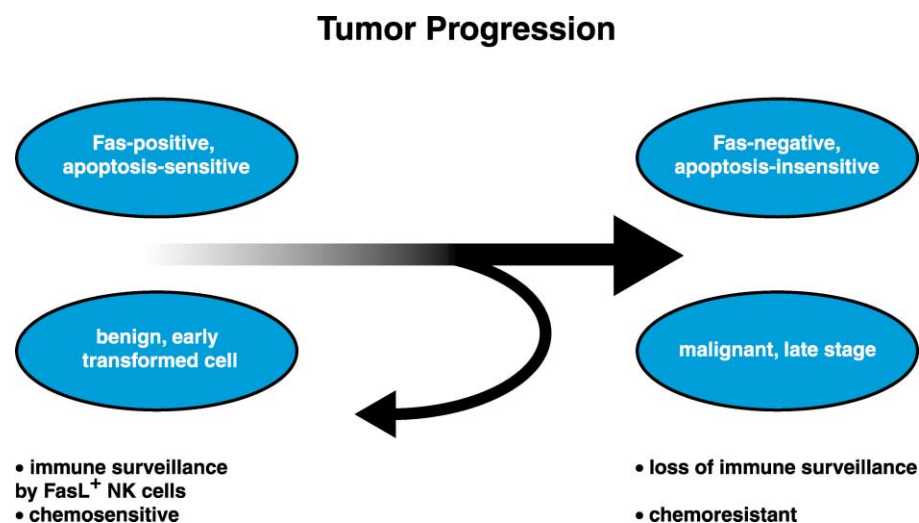 Tumor Progression
Fas-positive,
apoptosis-sensitive
Fas-negative,
apoptosis-insensitive
benign, early
transformed cell
malignant, late stage
• immune surveillance
by FasL+ NK cells
• chemosensitive
• loss of immune surveillance
• chemoresistant